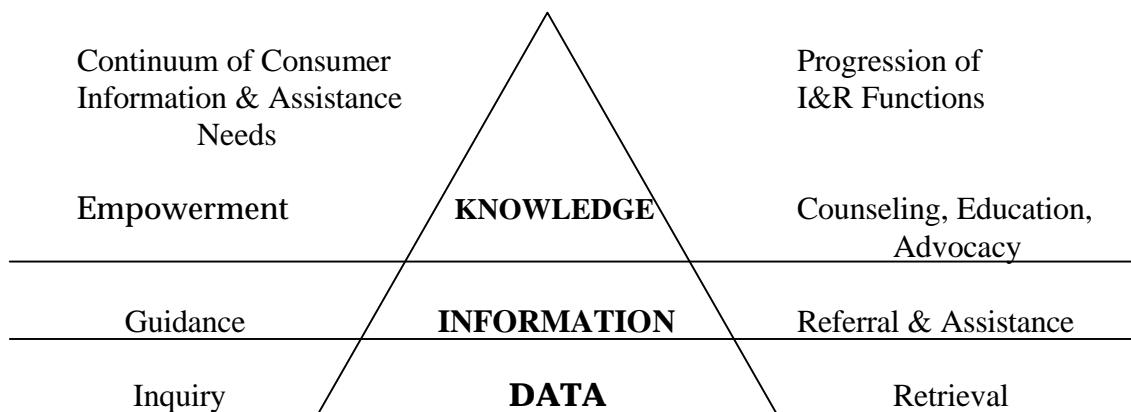 Continuum of Consumer
Information & Assistance
Needs
Progression of
I&R Functions
Empowerment
KNOWLEDGE
Counseling, Education,
Advocacy
Guidance
INFORMATION
Referral & Assistance
Inquiry
DATA
Retrieval